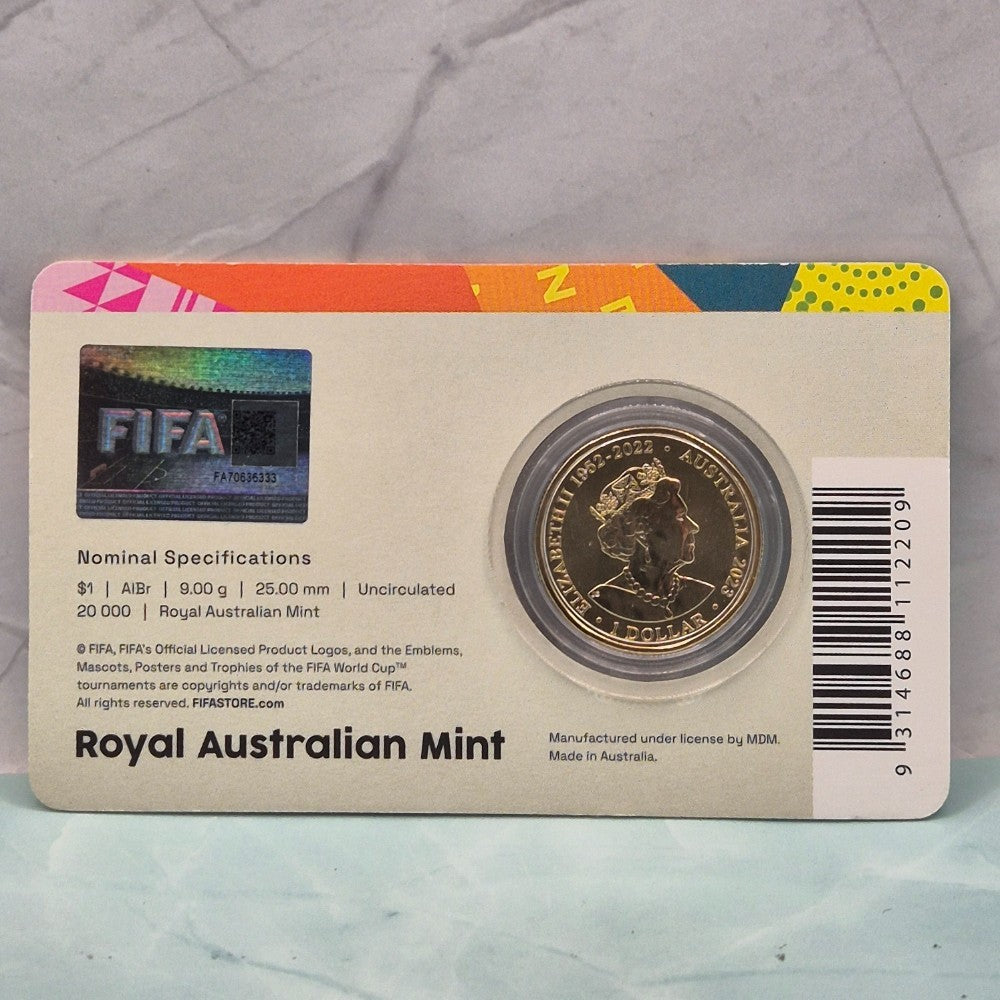 FIFA
FA70636333
OFFICIAL LICENSED PRODUCT
Nominal Specifications
$1 | AlBr | 9.00 g | 25.00 mm | Uncirculated
20 000 | Royal Australian Mint
© FIFA, FIFA's Official Licensed Product Logos, and the Emblems,
Mascots, Posters and Trophies of the FIFA World Cup™
tournaments are copyrights and/or trademarks of FIFA.
All rights reserved. FIFASTORE.com
Royal Australian Mint
ELIZABETH II 1952-2022 • AUSTRALIA 2023
• 1 DOLLAR •
Manufactured under license by MDM.
Made in Australia.
9 314688 112209